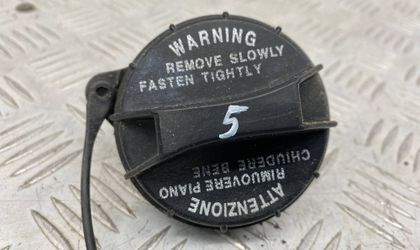 WARNING
REMOVE SLOWLY
FASTEN TIGHTLY
5
ATTENZIONE
RIMUOVERE PIANO
CHIUDERE BENE